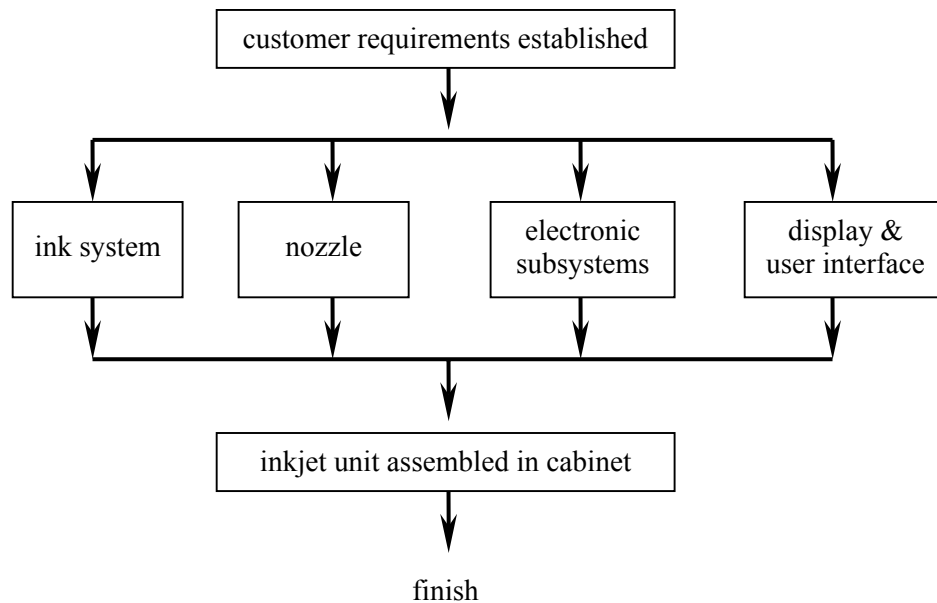 customer requirements established
ink system
nozzle
electronic
subsystems
display &
user interface
inkjet unit assembled in cabinet
finish